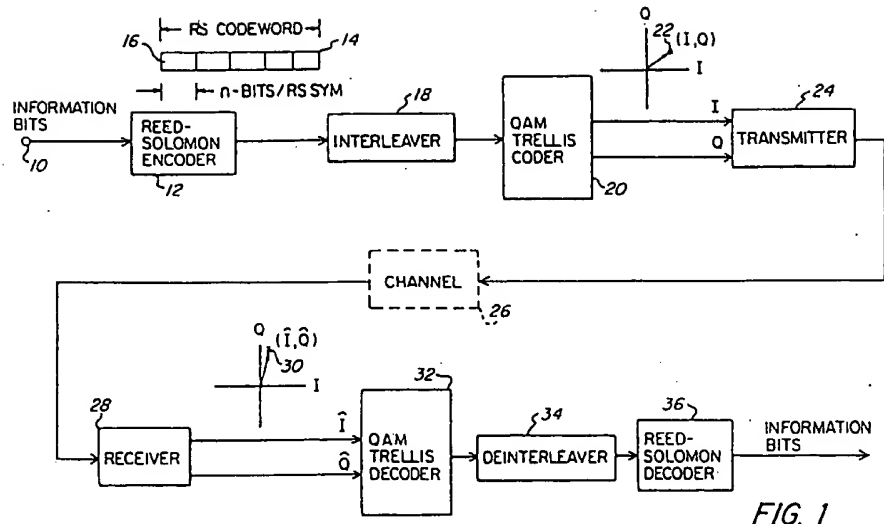 RS CODEWORD
16
14
n-BITS/RS SYM
Q
22
(I,Q)
I
INFORMATION
BITS
10
REED-
SOLOMON
ENCODER
12
18
INTERLEAVER
QAM
TRELLIS
CODER
20
I
Q
24
TRANSMITTER
CHANNEL
26
Q
(Î,Q̂)
30
I
28
RECEIVER
Î
Q̂
32
QAM
TRELLIS
DECODER
34
DEINTERLEAVER
36
REED-
SOLOMON
DECODER
INFORMATION
BITS
FIG. 1